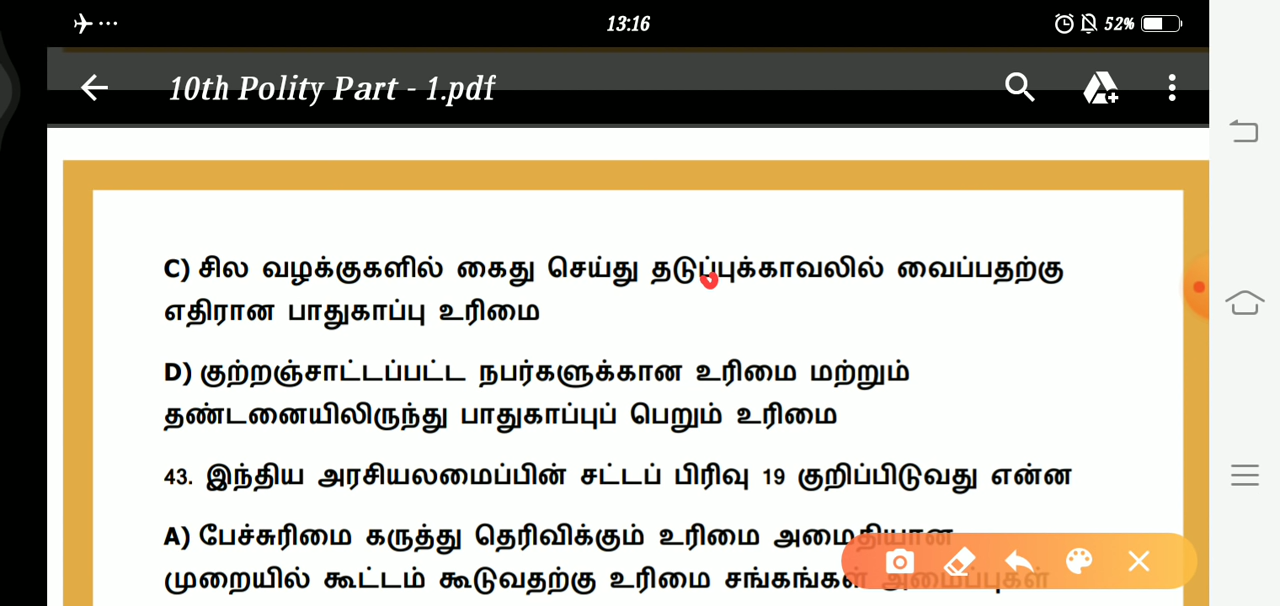 13:16
52%
10th Polity Part - 1.pdf
C) சில வழக்குகளில் கைது செய்து தடுப்புக்காவலில் வைப்பதற்கு
எதிரான பாதுகாப்பு உரிமை
D) குற்றஞ்சாட்டப்பட்ட நபர்களுக்கான உரிமை மற்றும்
தண்டனையிலிருந்து பாதுகாப்புப் பெறும் உரிமை
43. இந்திய அரசியலமைப்பின் சட்டப் பிரிவு 19 குறிப்பிடுவது என்ன
A) பேச்சுரிமை கருத்து தெரிவிக்கும் உரிமை அமைதியான
முறையில் கூட்டம் கூடுவதற்கு உரிமை சங்கங்கள் அமைப்புகள்